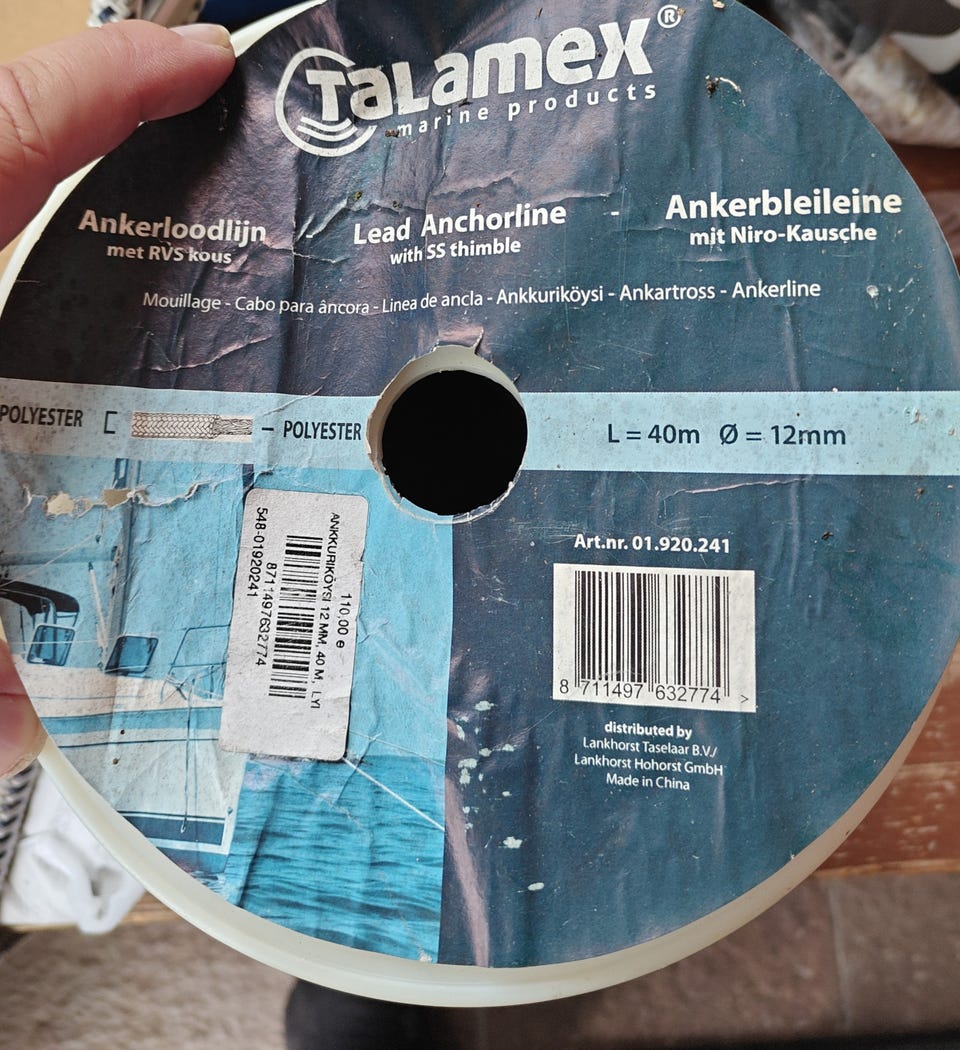 TALAMEX®
marine products
Ankerloodlijn - Lead Anchorline - Ankerbleileine
met RVS kous with SS thimble mit Niro-Kausche
Mouillage - Cabo para âncora - Linea de ancla - Ankkuriköysi - Ankartross - Ankerline
POLYESTER - POLYESTER
L = 40m Ø = 12mm
110,00 e
ANKKURIKÖYSI 12 MM, 40 M, LYI
8711497632774
548-01920241
Art.nr. 01.920.241
8 711497 632774 >
distributed by
Lankhorst Taselaar B.V./
Lankhorst Hohorst GmbH
Made in China